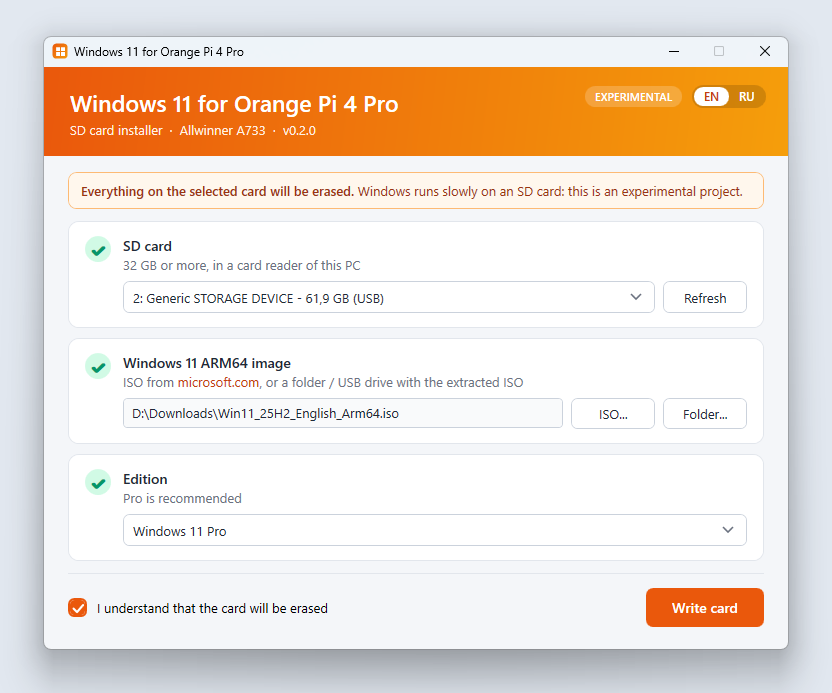 Windows 11 for Orange Pi 4 Pro
Windows 11 for Orange Pi 4 Pro
EXPERIMENTAL
EN RU
SD card installer · Allwinner A733 · v0.2.0
Everything on the selected card will be erased. Windows runs slowly on an SD card: this is an experimental project.
SD card
32 GB or more, in a card reader of this PC
2: Generic STORAGE DEVICE - 61,9 GB (USB)
Refresh
Windows 11 ARM64 image
ISO from microsoft.com, or a folder / USB drive with the extracted ISO
D:\Downloads\Win11_25H2_English_Arm64.iso
ISO...
Folder...
Edition
Pro is recommended
Windows 11 Pro
I understand that the card will be erased
Write card